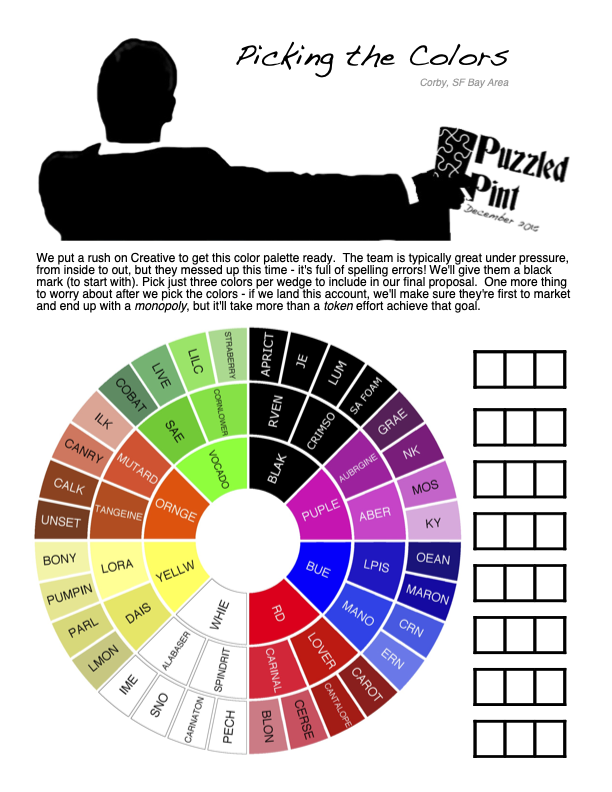 Picking the Colors
Corby, SF Bay Area
Puzzled
Pint
December 2015
We put a rush on Creative to get this color palette ready. The team is typically great under pressure,
from inside to out, but they messed up this time - it's full of spelling errors! We'll give them a black
mark (to start with). Pick just three colors per wedge to include in our final proposal. One more thing
to worry about after we pick the colors - if we land this account, we'll make sure they're first to market
and end up with a monopoly, but it'll take more than a token effort achieve that goal.
BLAK
RVEN
CRIMSO
APRICT
JE
LUM
SA FOAM
PUPLE
AUBRGINE
ABER
GRAE
NK
MOS
KY
BUE
LPIS
MANO
OEAN
MARON
CRN
ERN
RD
LOVER
CARINAL
CAROT
CANTALOPE
CERSE
BLON
WHIE
SPINDRIT
ALABASER
PECH
CARNATON
SNO
IME
YELLW
DAIS
LORA
LMON
PARL
PUMPIN
BONY
ORNGE
TANGEINE
MUTARD
UNSET
CALK
CANRY
ILK
VOCADO
SAE
CORNLOWER
COBAT
LIVE
LILC
STRABERRY